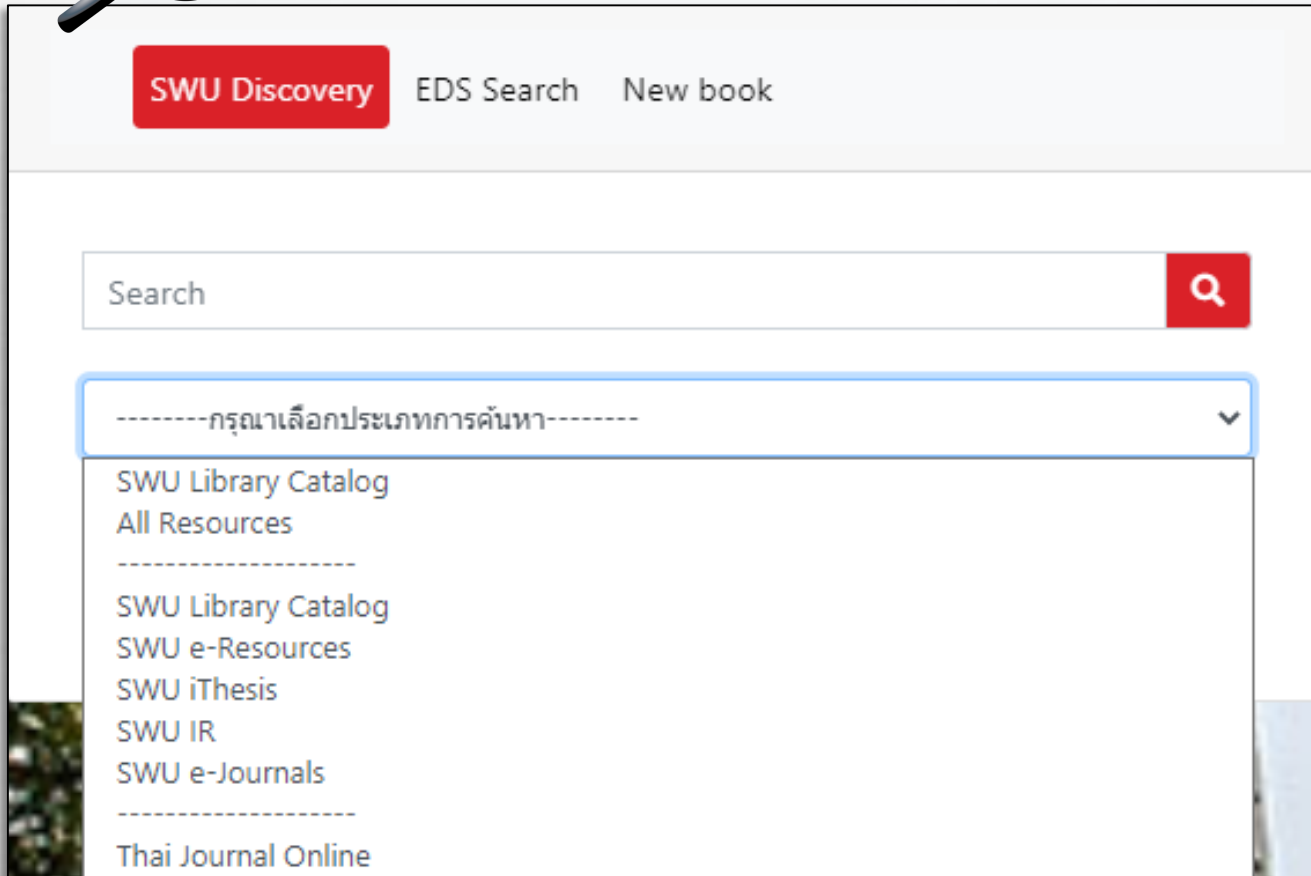 SWU Discovery EDS Search New book
Search
--------กรุณาเลือกประเภทการค้นหา--------
SWU Library Catalog
All Resources
--------------------
SWU Library Catalog
SWU e-Resources
SWU iThesis
SWU IR
SWU e-Journals
--------------------
Thai Journal Online